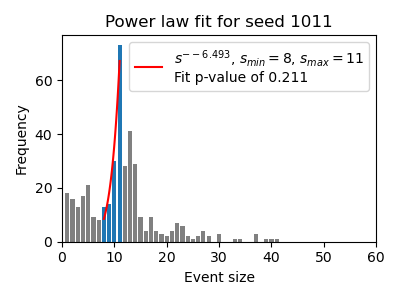 Power law fit for seed 1011
s^{--6.493}, s_{min} = 8, s_{max} = 11
Fit p-value of 0.211
Frequency
60
40
20
0
0 10 20 30 40 50 60
Event size